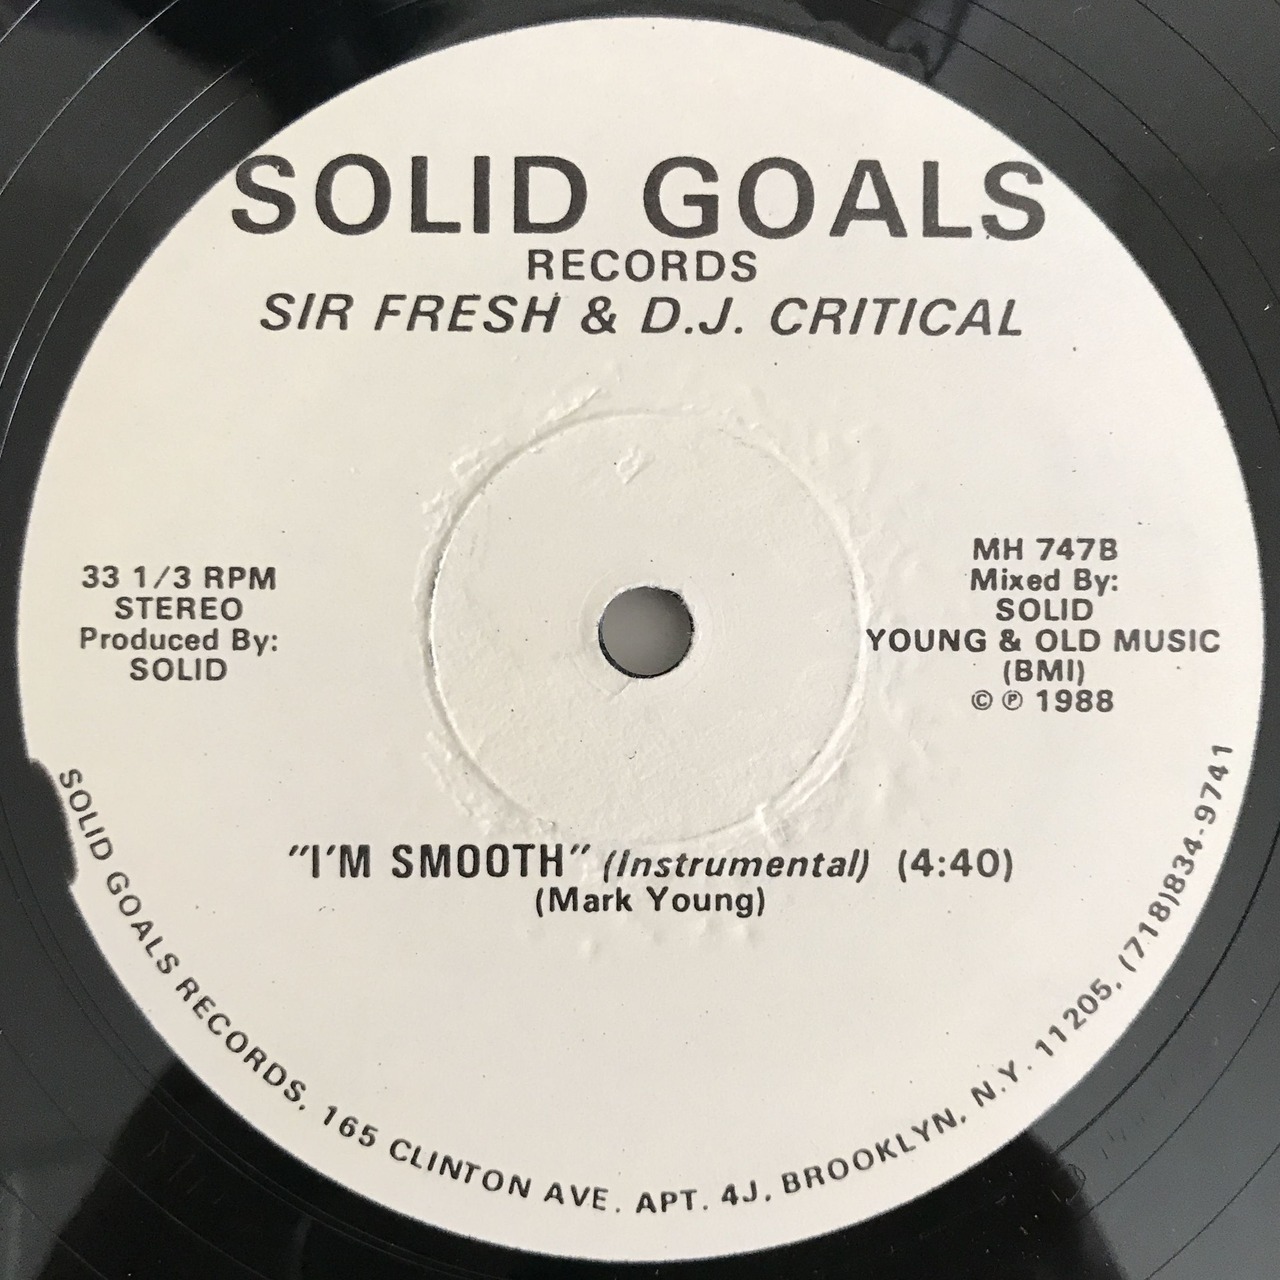 SOLID GOALS
RECORDS
SIR FRESH & D.J. CRITICAL
33 1/3 RPM
STEREO
Produced By:
SOLID
MH 747B
Mixed By:
SOLID
YOUNG & OLD MUSIC
(BMI)
© ℗ 1988
"I'M SMOOTH" (Instrumental) (4:40)
(Mark Young)
SOLID GOALS RECORDS, 165 CLINTON AVE. APT. 4J, BROOKLYN, N.Y. 11205, (718)834-9741